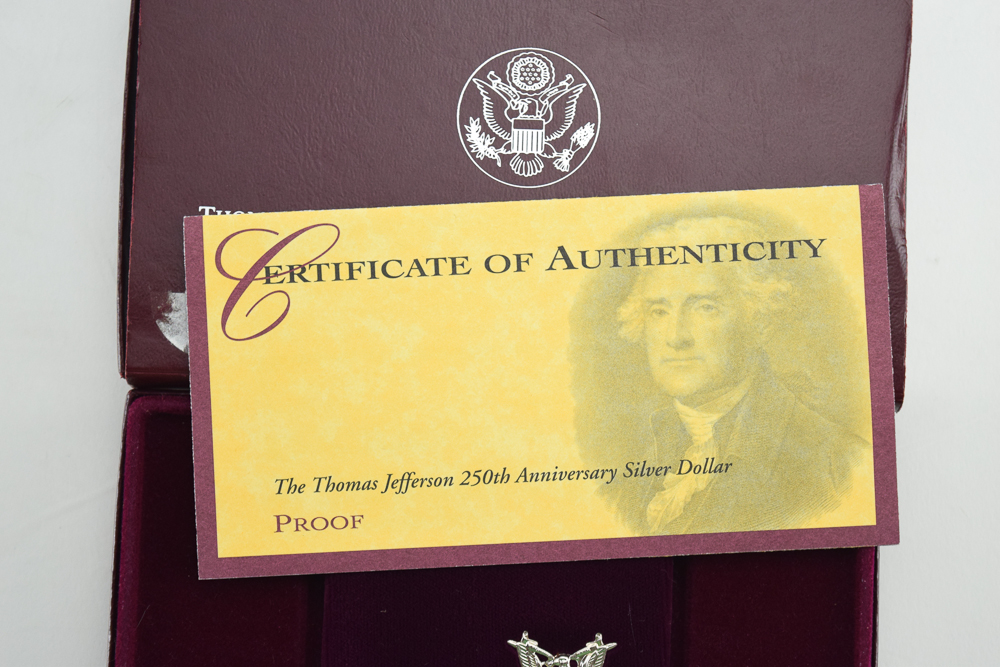 CERTIFICATE OF AUTHENTICITY
The Thomas Jefferson 250th Anniversary Silver Dollar
PROOF